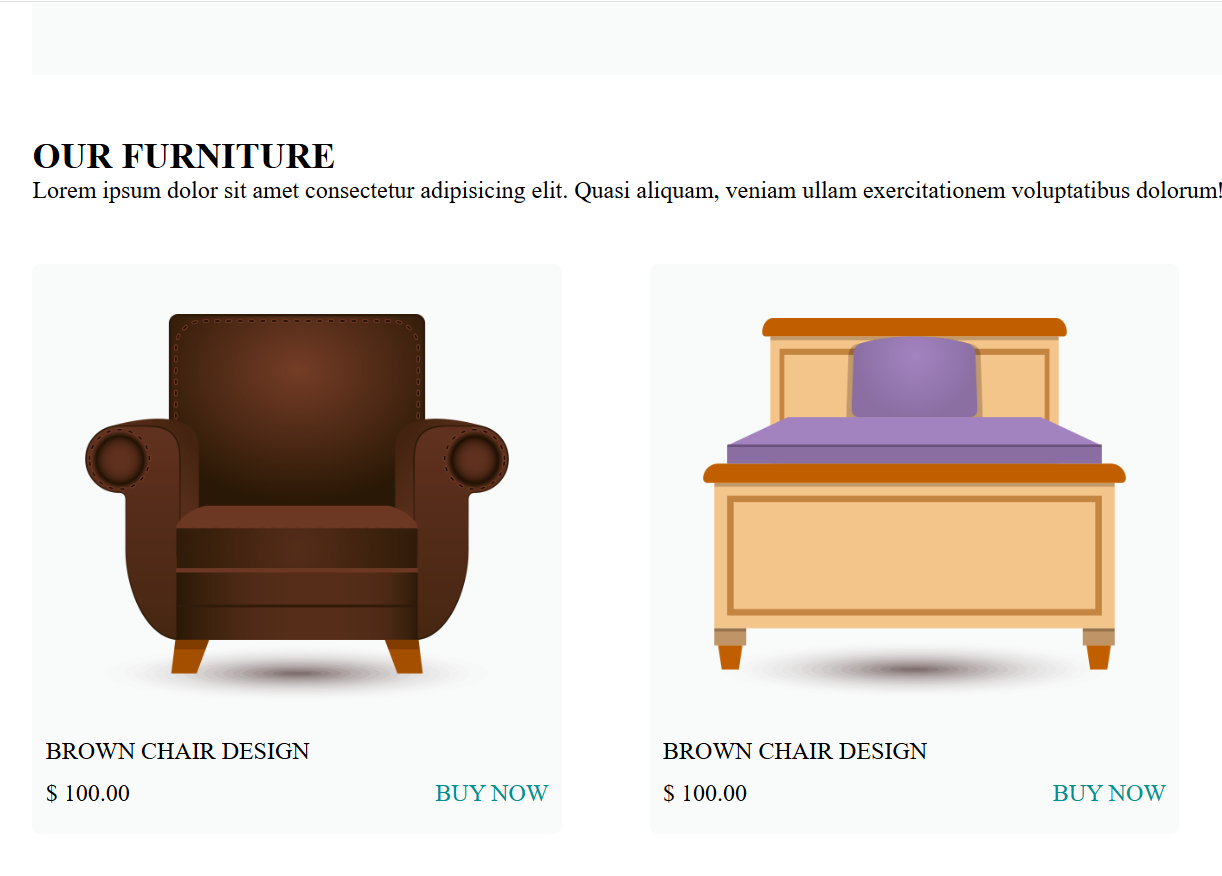 OUR FURNITURE
Lorem ipsum dolor sit amet consectetur adipisicing elit. Quasi aliquam, veniam ullam exercitationem voluptatibus dolorum!
BROWN CHAIR DESIGN
$ 100.00 BUY NOW
BROWN CHAIR DESIGN
$ 100.00 BUY NOW